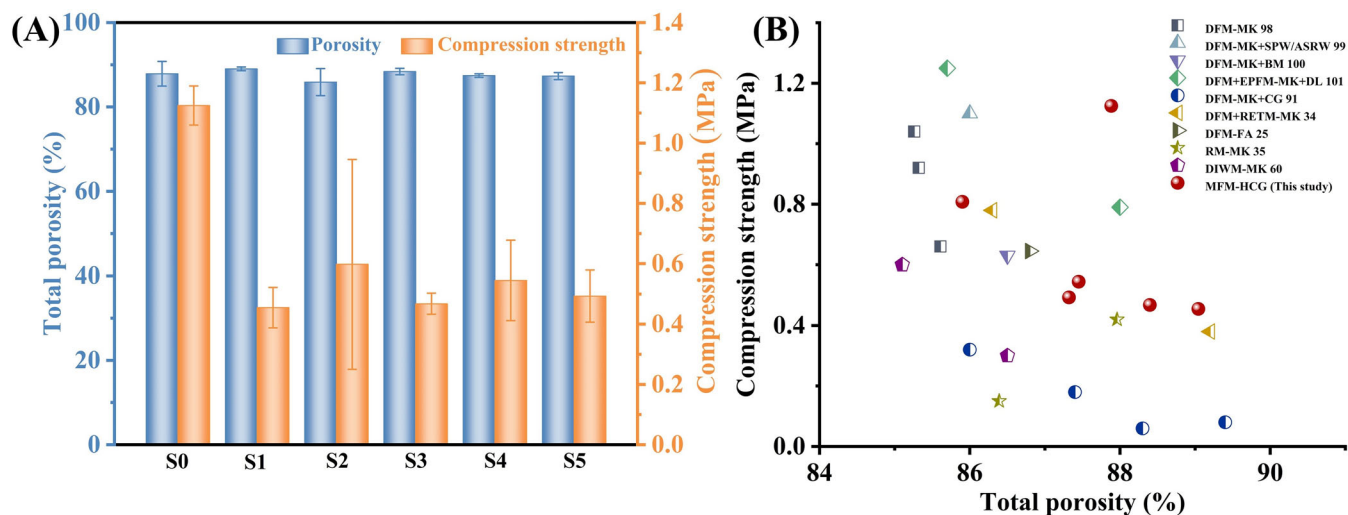 (A)
Porosity
Compression strength
Total porosity (%)
100
80
60
40
20
0
S0
S1
S2
S3
S4
S5
1.4
1.2
1.0
0.8
0.6
0.4
0.2
0.0
Compression strength (MPa)
(B)
Compression strength (MPa)
1.2
0.8
0.4
0.0
84
86
88
90
Total porosity (%)
DFM-MK 98
DFM-MK+SPW/ASRW 99
DFM-MK+BM 100
DFM+EPFM-MK+DL 101
DFM-MK+CG 91
DFM+RETM-MK 34
DFM-FA 25
RM-MK 35
DIWM-MK 60
MFM-HCG (This study)